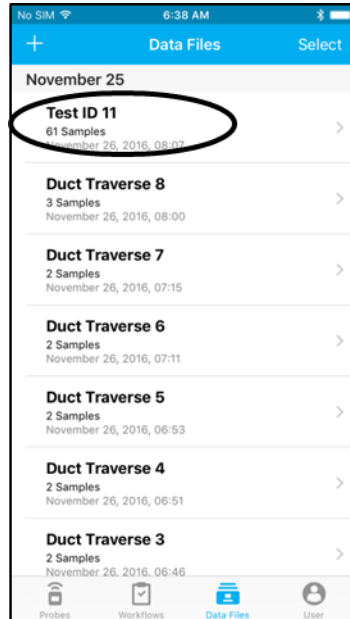 No SIM 6:38 AM
+ Data Files Select
November 25
Test ID 11
61 Samples
November 26, 2016, 08:07
Duct Traverse 8
3 Samples
November 26, 2016, 08:00
Duct Traverse 7
2 Samples
November 26, 2016, 07:15
Duct Traverse 6
2 Samples
November 26, 2016, 07:11
Duct Traverse 5
2 Samples
November 26, 2016, 06:53
Duct Traverse 4
2 Samples
November 26, 2016, 06:51
Duct Traverse 3
2 Samples
November 26, 2016, 06:46
Probes Workflows Data Files User